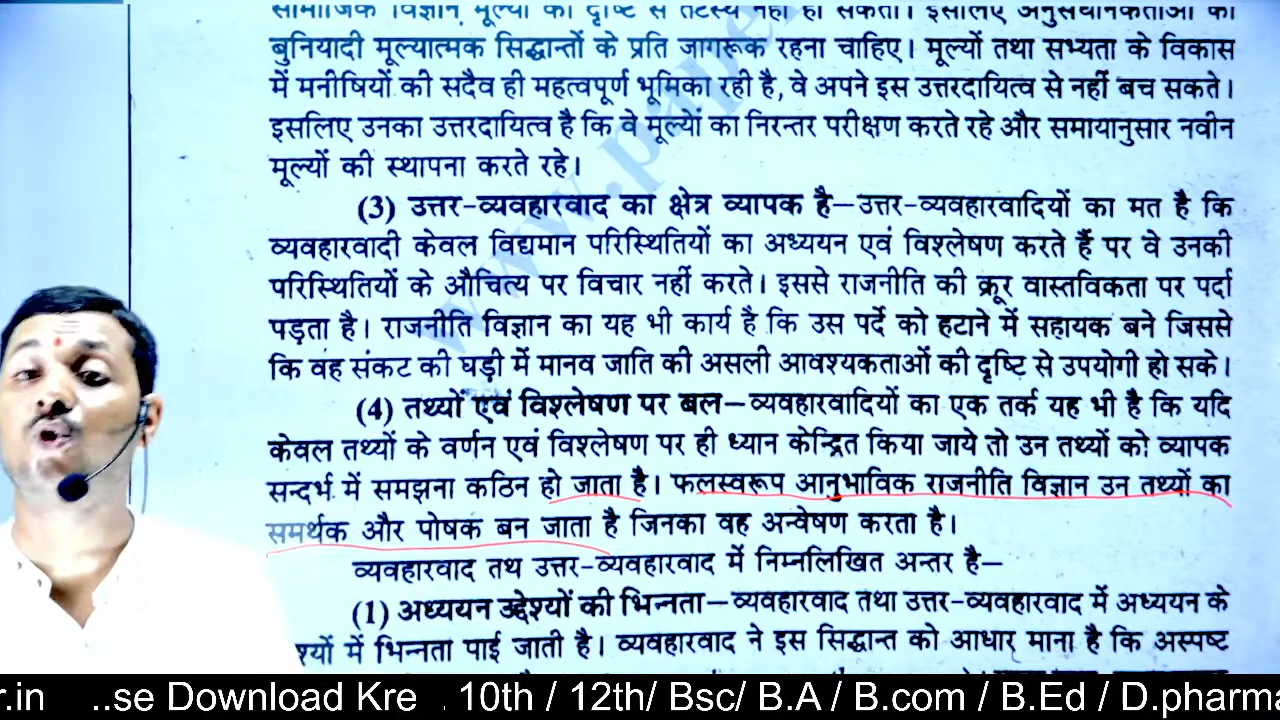 सामाजिक विज्ञान मूल्यों की दृष्टि से तटस्थ नहीं हो सकता। इसलिए अनुसंधानकर्ताओं को
बुनियादी मूल्यात्मक सिद्धान्तों के प्रति जागरूक रहना चाहिए। मूल्यों तथा सभ्यता के विकास
में मनीषियों की सदैव ही महत्वपूर्ण भूमिका रही है, वे अपने इस उत्तरदायित्व से नहीं बच सकते।
इसलिए उनका उत्तरदायित्व है कि वे मूल्यों का निरन्तर परीक्षण करते रहे और समायानुसार नवीन
मूल्यों की स्थापना करते रहे।
(3) उत्तर-व्यवहारवाद का क्षेत्र व्यापक है—उत्तर-व्यवहारवादियों का मत है कि
व्यवहारवादी केवल विद्यमान परिस्थितियों का अध्ययन एवं विश्लेषण करते हैं पर वे उनकी
परिस्थितियों के औचित्य पर विचार नहीं करते। इससे राजनीति की क्रूर वास्तविकता पर पर्दा
पड़ता है। राजनीति विज्ञान का यह भी कार्य है कि उस पर्दे को हटाने में सहायक बने जिससे
कि वह संकट की घड़ी में मानव जाति की असली आवश्यकताओं की दृष्टि से उपयोगी हो सके।
(4) तथ्यों एवं विश्लेषण पर बल—व्यवहारवादियों का एक तर्क यह भी है कि यदि
केवल तथ्यों के वर्णन एवं विश्लेषण पर ही ध्यान केन्द्रित किया जाये तो उन तथ्यों को व्यापक
सन्दर्भ में समझना कठिन हो जाता है। फलस्वरूप आनुभाविक राजनीति विज्ञान उन तथ्यों का
समर्थक और पोषक बन जाता है जिनका वह अन्वेषण करता है।
व्यवहारवाद तथ उत्तर-व्यवहारवाद में निम्नलिखित अन्तर है—
(1) अध्ययन उद्देश्यों की भिन्नता—व्यवहारवाद तथा उत्तर-व्यवहारवाद में अध्ययन के
श्यों में भिन्नता पाई जाती है। व्यवहारवाद ने इस सिद्धान्त को आधार माना है कि अस्पष्ट
r.in ..se Download Kre . 10th / 12th/ Bsc/ B.A / B.com / B.Ed / D.pharma